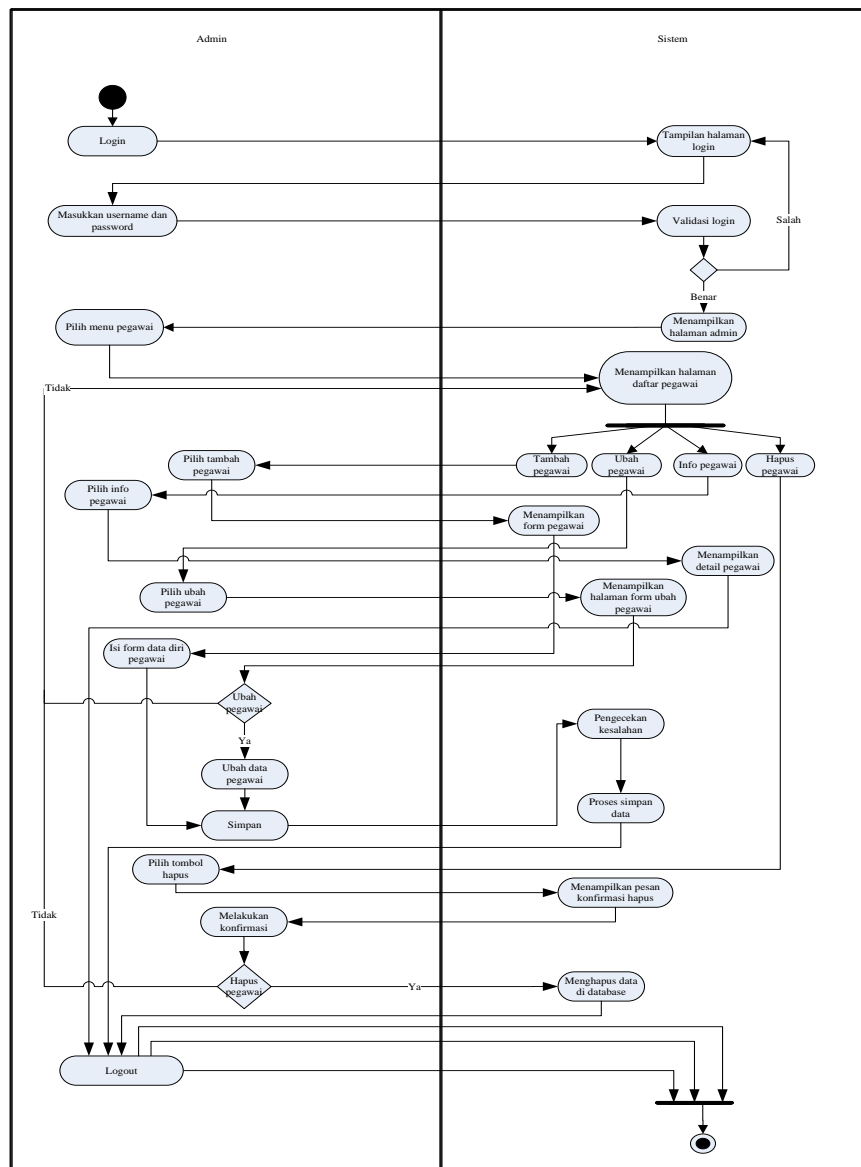 Admin
Sistem
Login
Tampilan halaman
login
Masukkan username dan
password
Validasi login
Salah
Benar
Pilih menu pegawai
Menampilkan
halaman admin
Menampilkan halaman
daftar pegawai
Tidak
Pilih tambah
pegawai
Tambah
pegawai
Ubah
pegawai
Info pegawai
Hapus
pegawai
Pilih info
pegawai
Menampilkan
form pegawai
Menampilkan
detail pegawai
Pilih ubah
pegawai
Menampilkan
halaman form ubah
pegawai
Isi form data diri
pegawai
Ubah
pegawai
Ya
Pengecekan
kesalahan
Ubah data
pegawai
Simpan
Proses simpan
data
Pilih tombol
hapus
Menampilkan pesan
konfirmasi hapus
Tidak
Melakukan
konfirmasi
Hapus
pegawai
Ya
Menghapus data
di database
Logout